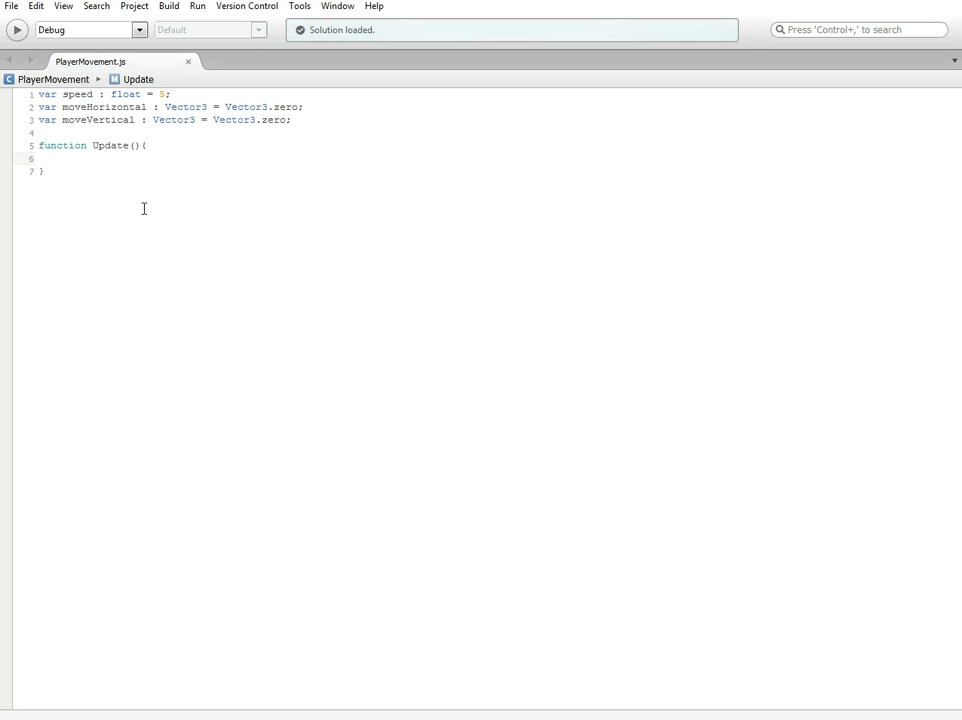 File Edit View Search Project Build Run Version Control Tools Window Help
Debug Default Solution loaded. Press 'Control+,' to search
PlayerMovement.js
PlayerMovement Update
1 var speed : float = 5;
2 var moveHorizontal : Vector3 = Vector3.zero;
3 var moveVertical : Vector3 = Vector3.zero;
4
5 function Update(){
6
7 }